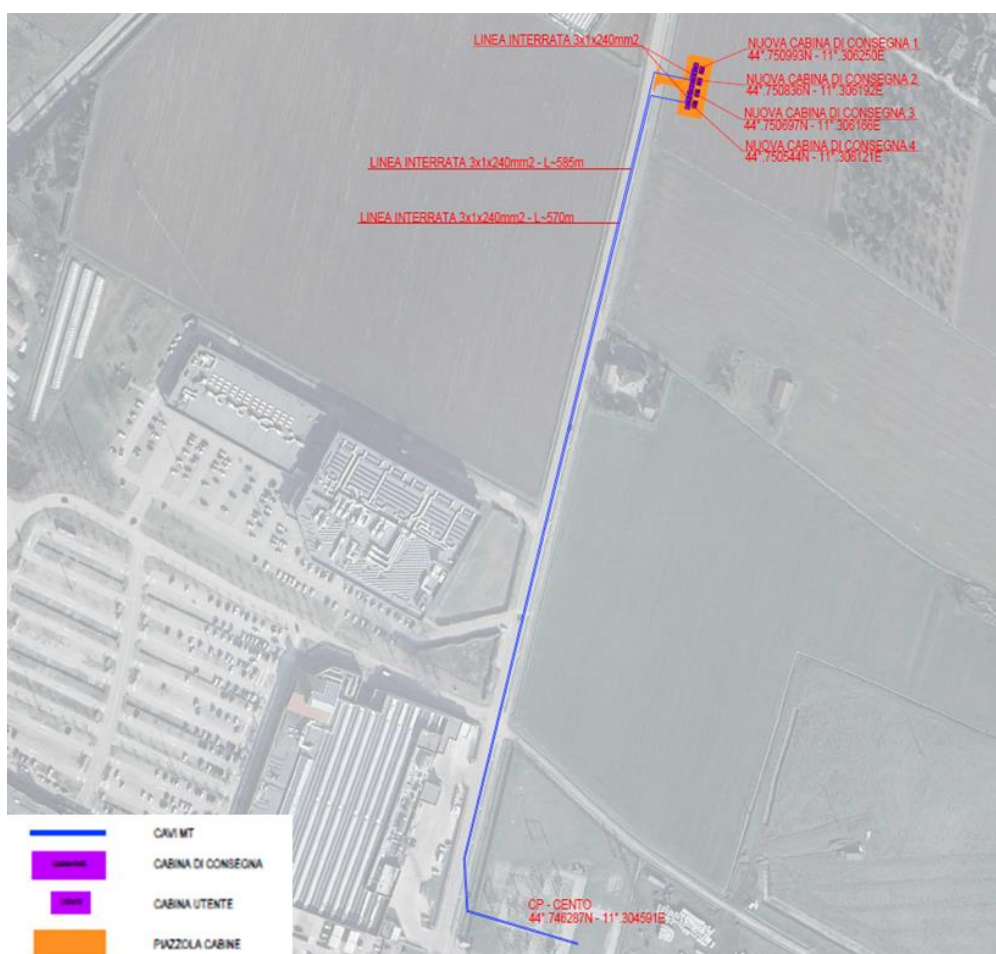 LINEA INTERRATA 3x1x240mm2
NUOVA CABINA DI CONSEGNA 1
44°.750993N - 11°.306250E
NUOVA CABINA DI CONSEGNA 2
44°.750836N - 11°.306192E
NUOVA CABINA DI CONSEGNA 3
44°.750697N - 11°.306166E
NUOVA CABINA DI CONSEGNA 4
44°.750544N - 11°.306121E
LINEA INTERRATA 3x1x240mm2 - L~585m
LINEA INTERRATA 3x1x240mm2 - L~570m
CP - CENTO
44°.746287N - 11°.304591E
CAVI MT
CABINA DI CONSEGNA
CABINA UTENTE
PIAZZOLA CABINE